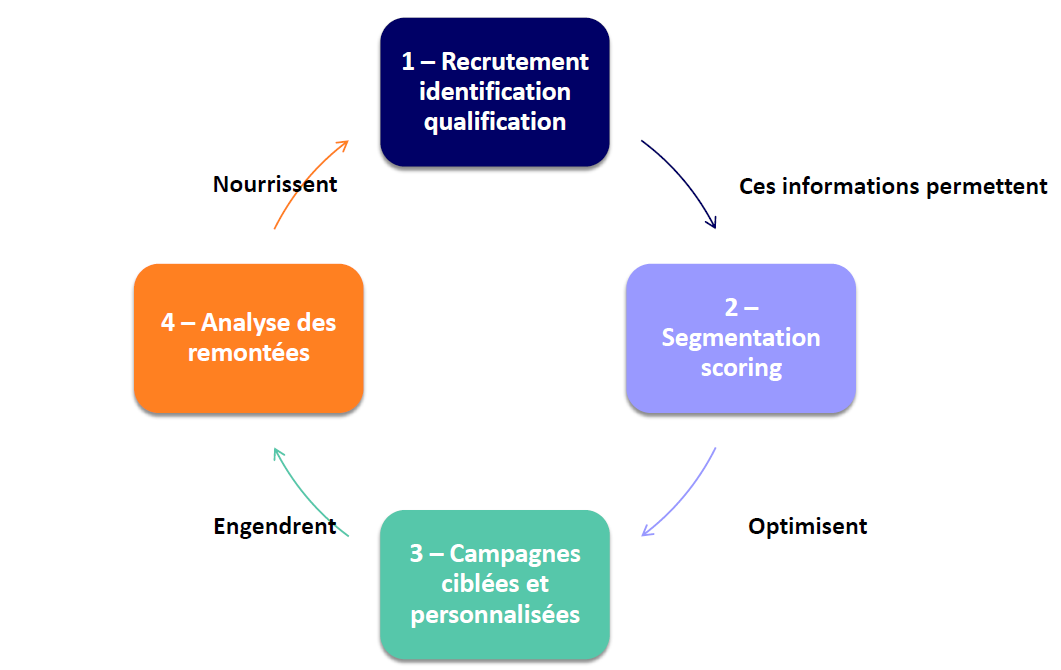 1 – Recrutement
identification
qualification
Nourrissent
Ces informations permettent
4 – Analyse des
remontées
2 –
Segmentation
scoring
Engendrent
Optimisent
3 – Campagnes
ciblées et
personnalisées